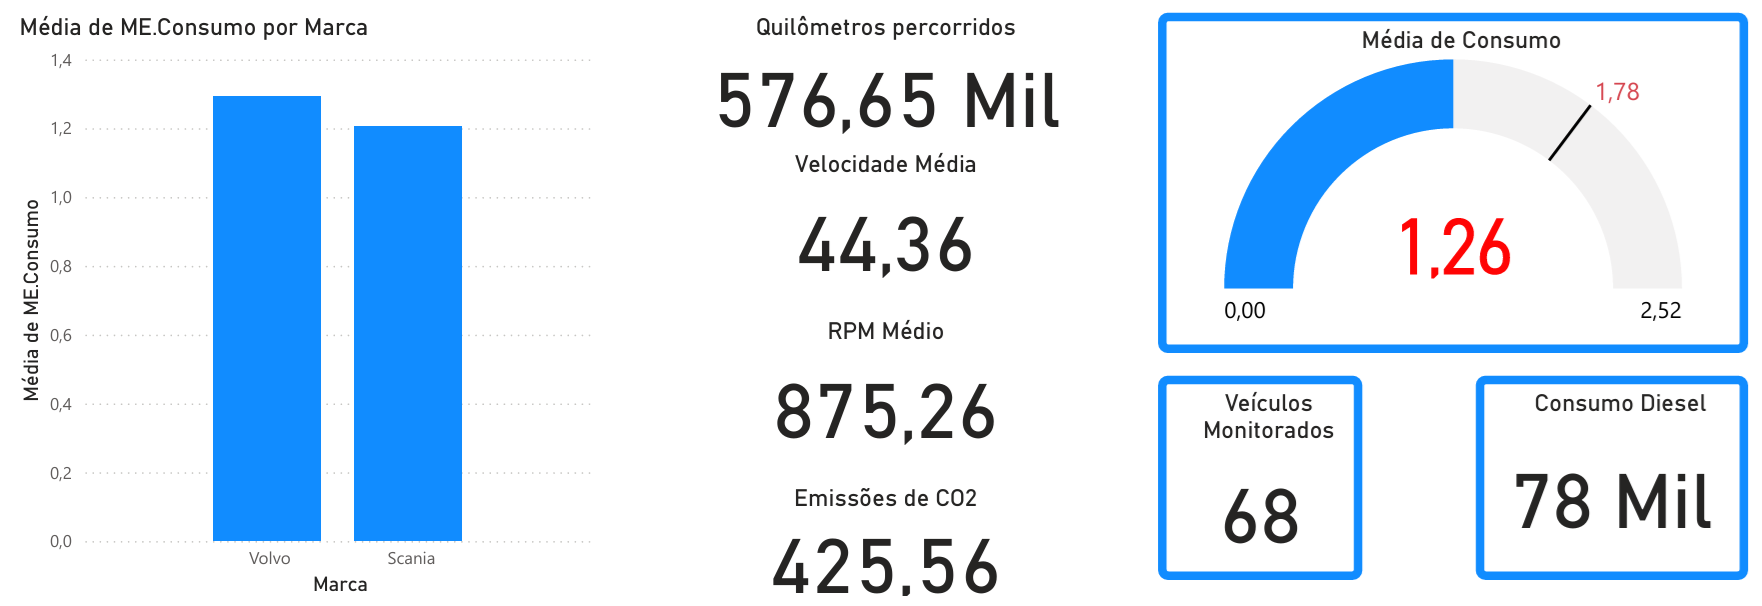 Média de ME.Consumo por Marca
1,4
1,2
1,0
0,8
0,6
0,4
0,2
0,0
Média de ME.Consumo
Volvo
Scania
Marca
Quilômetros percorridos
576,65 Mil
Velocidade Média
44,36
RPM Médio
875,26
Emissões de CO2
425,56
Média de Consumo
1,78
1,26
0,00
2,52
Veículos
Monitorados
68
Consumo Diesel
78 Mil